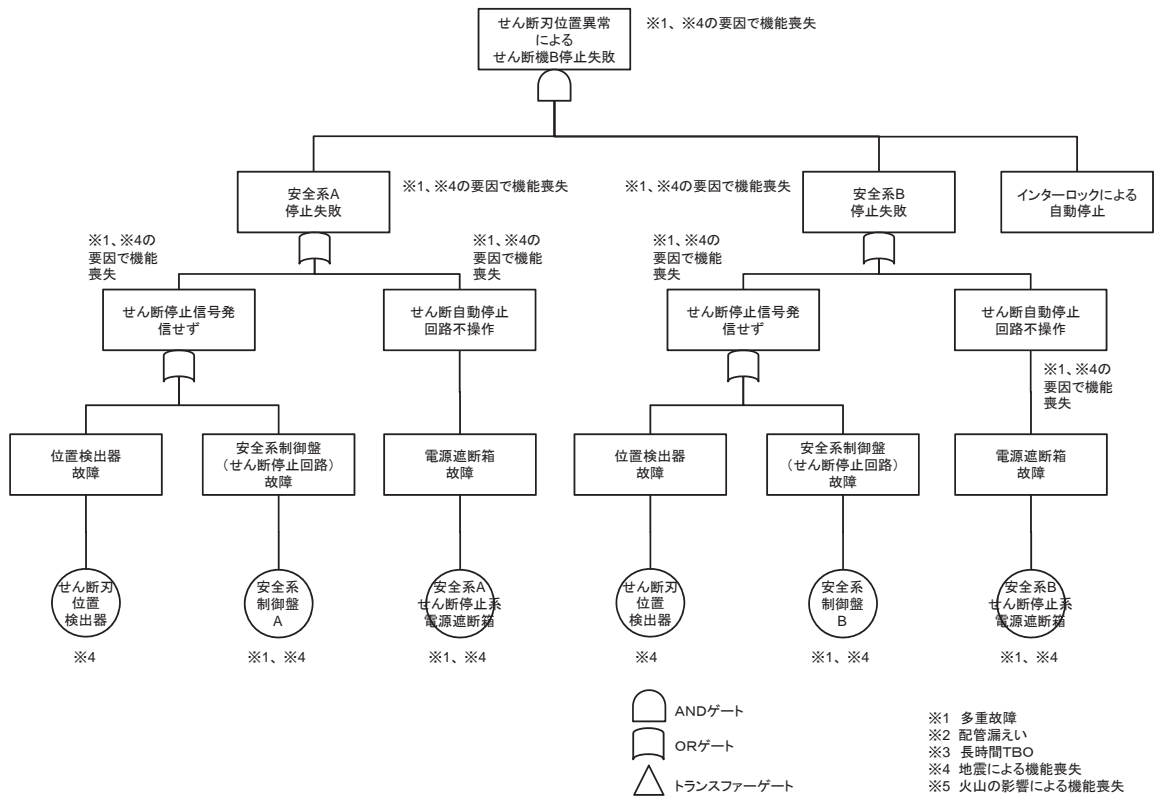 せん断刃位置異常
による
せん断機B停止失敗
※1、※4の要因で機能喪失
安全系A
停止失敗
※1、※4の要因で機能喪失
※1、※4の要因で機能喪失
安全系B
停止失敗
インターロックによる
自動停止
※1、※4の
要因で機能
喪失
※1、※4の
要因で機能
喪失
※1、※4の
要因で機能
喪失
せん断停止信号発
信せず
せん断自動停止
回路不操作
せん断停止信号発
信せず
せん断自動停止
回路不操作
※1、※4の
要因で機能
喪失
位置検出器
故障
安全系制御盤
(せん断停止回路)
故障
電源遮断箱
故障
位置検出器
故障
安全系制御盤
(せん断停止回路)
故障
電源遮断箱
故障
せん断刃
位置
検出器
安全系
制御盤
A
安全系A
せん断停止系
電源遮断箱
せん断刃
位置
検出器
安全系
制御盤
B
安全系B
せん断停止系
電源遮断箱
※4
※1、※4
※1、※4
※4
※1、※4
※1、※4
ANDゲート
ORゲート
トランスファーゲート
※1 多重故障
※2 配管漏えい
※3 長時間TBO
※4 地震による機能喪失
※5 火山の影響による機能喪失